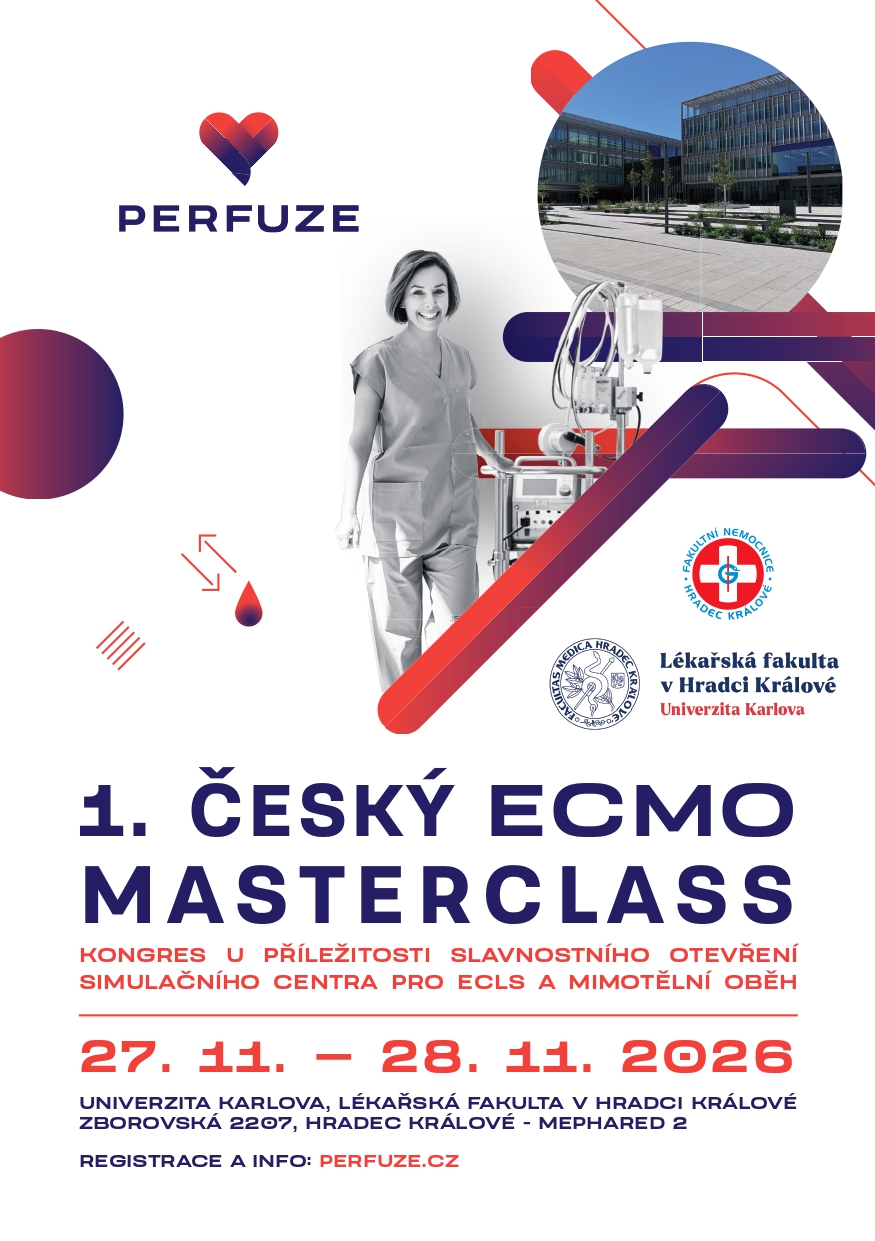 PERFUZE
FAKULTNÍ NEMOCNICE
HRADEC KRÁLOVÉ
FACULTAS MEDICA HRADEC KRÁLOVÉ
Lékařská fakulta
v Hradci Králové
Univerzita Karlova
1. ČESKÝ ECMO
MASTERCLASS
KONGRES U PŘÍLEŽITOSTI SLAVNOSTNÍHO OTEVŘENÍ
SIMULAČNÍHO CENTRA PRO ECLS A MIMOTĚLNÍ OBĚH
27. 11. – 28. 11. 2026
UNIVERZITA KARLOVA, LÉKAŘSKÁ FAKULTA V HRADCI KRÁLOVÉ
ZBOROVSKÁ 2207, HRADEC KRÁLOVÉ - MEPHARED 2
REGISTRACE A INFO: PERFUZE.CZ